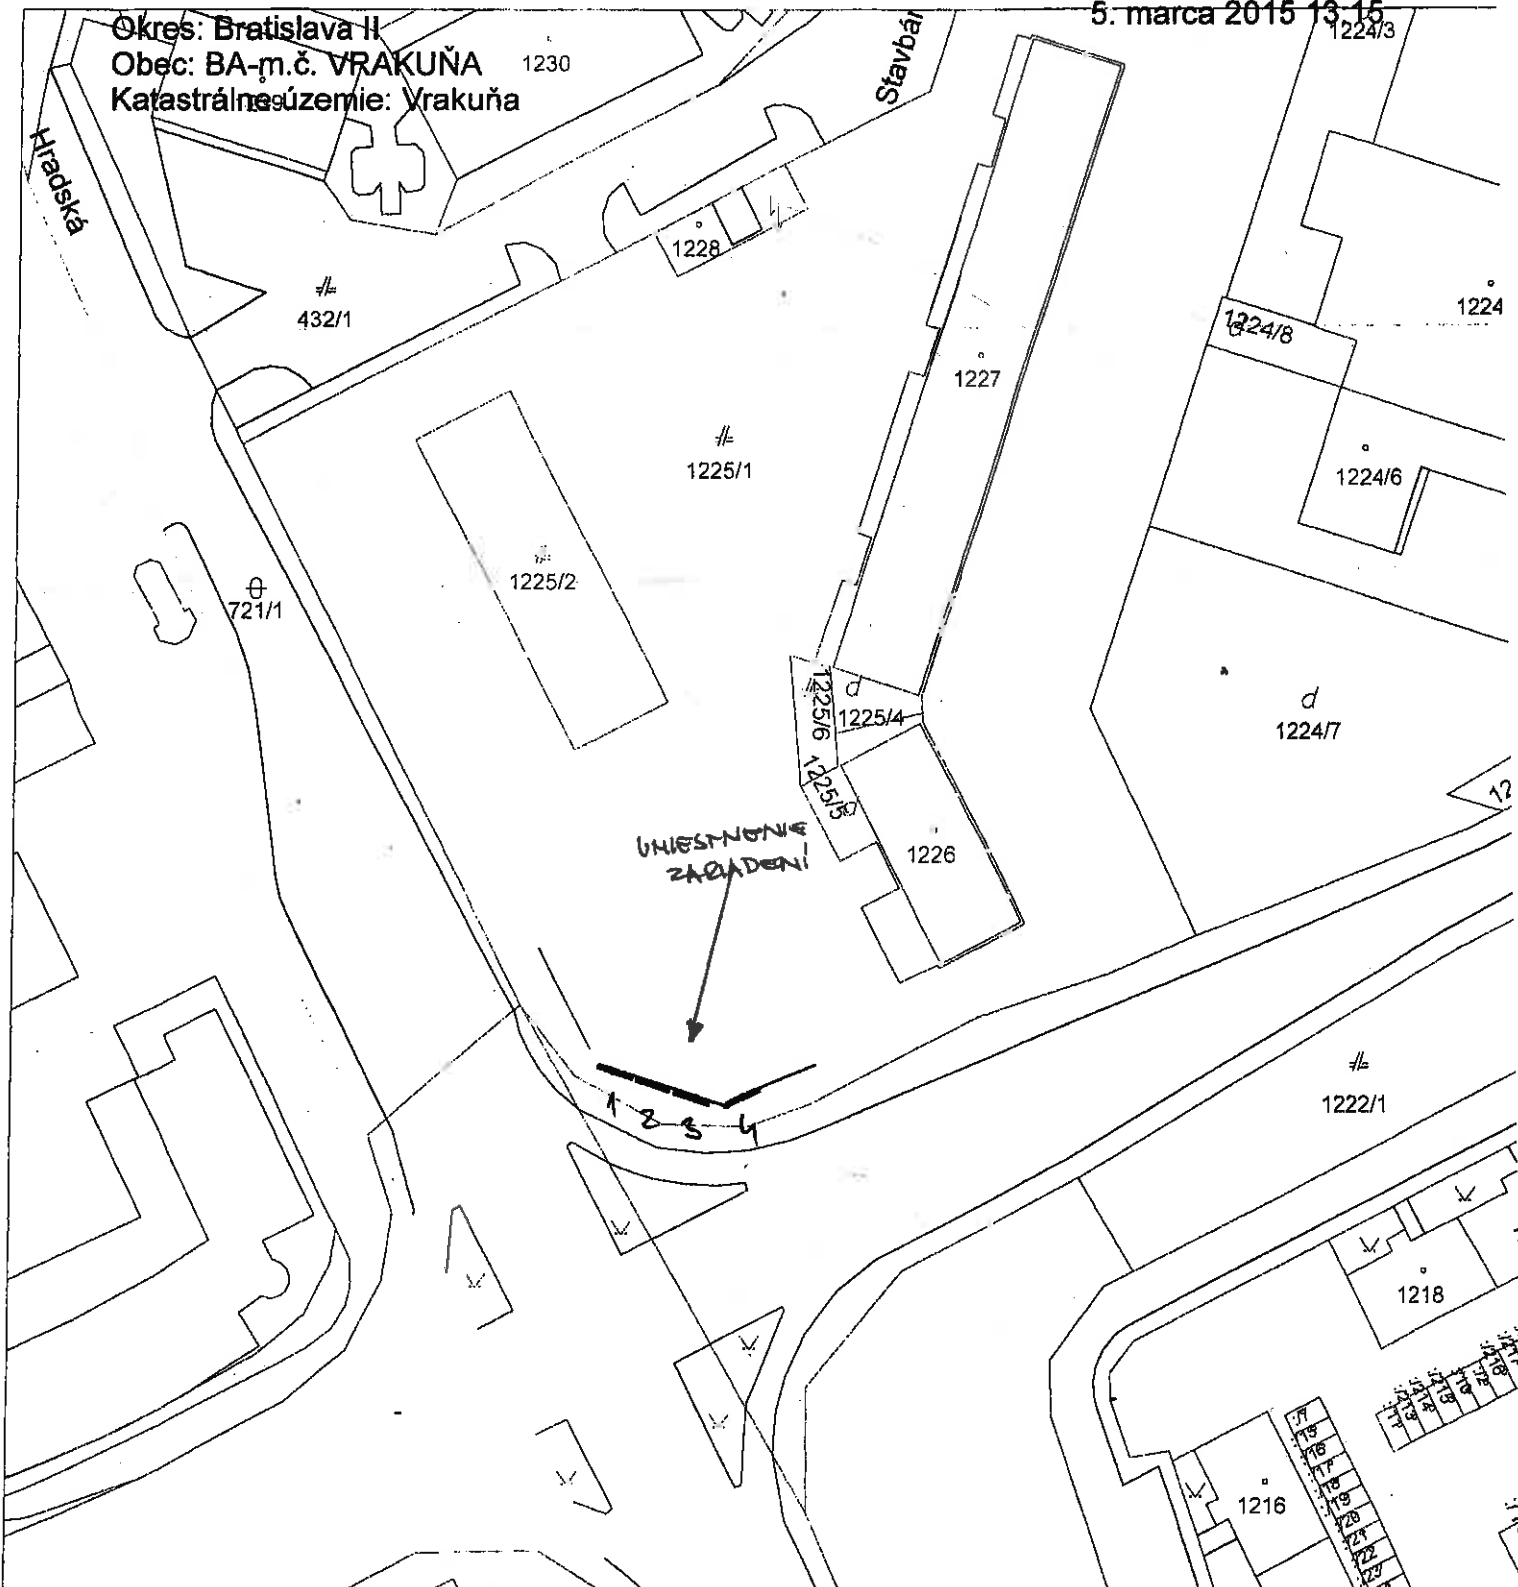 Okres: Bratislava II
5. marca 2015 13:15
Obec: BA-m.č. VRAKUŇA
Katastrálne územie: Vrakuňa
1230
1224/3
Stavbár
Hradská
1228
432/1
1224
1224/8
1227
1225/1
1224/6
1225/2
721/1
1225/6
1225/4
1224/7
1225/5
12
1226
UMIESTNENIE
ZARIADENÍ
1 2 3 4
1222/1
1218
1216